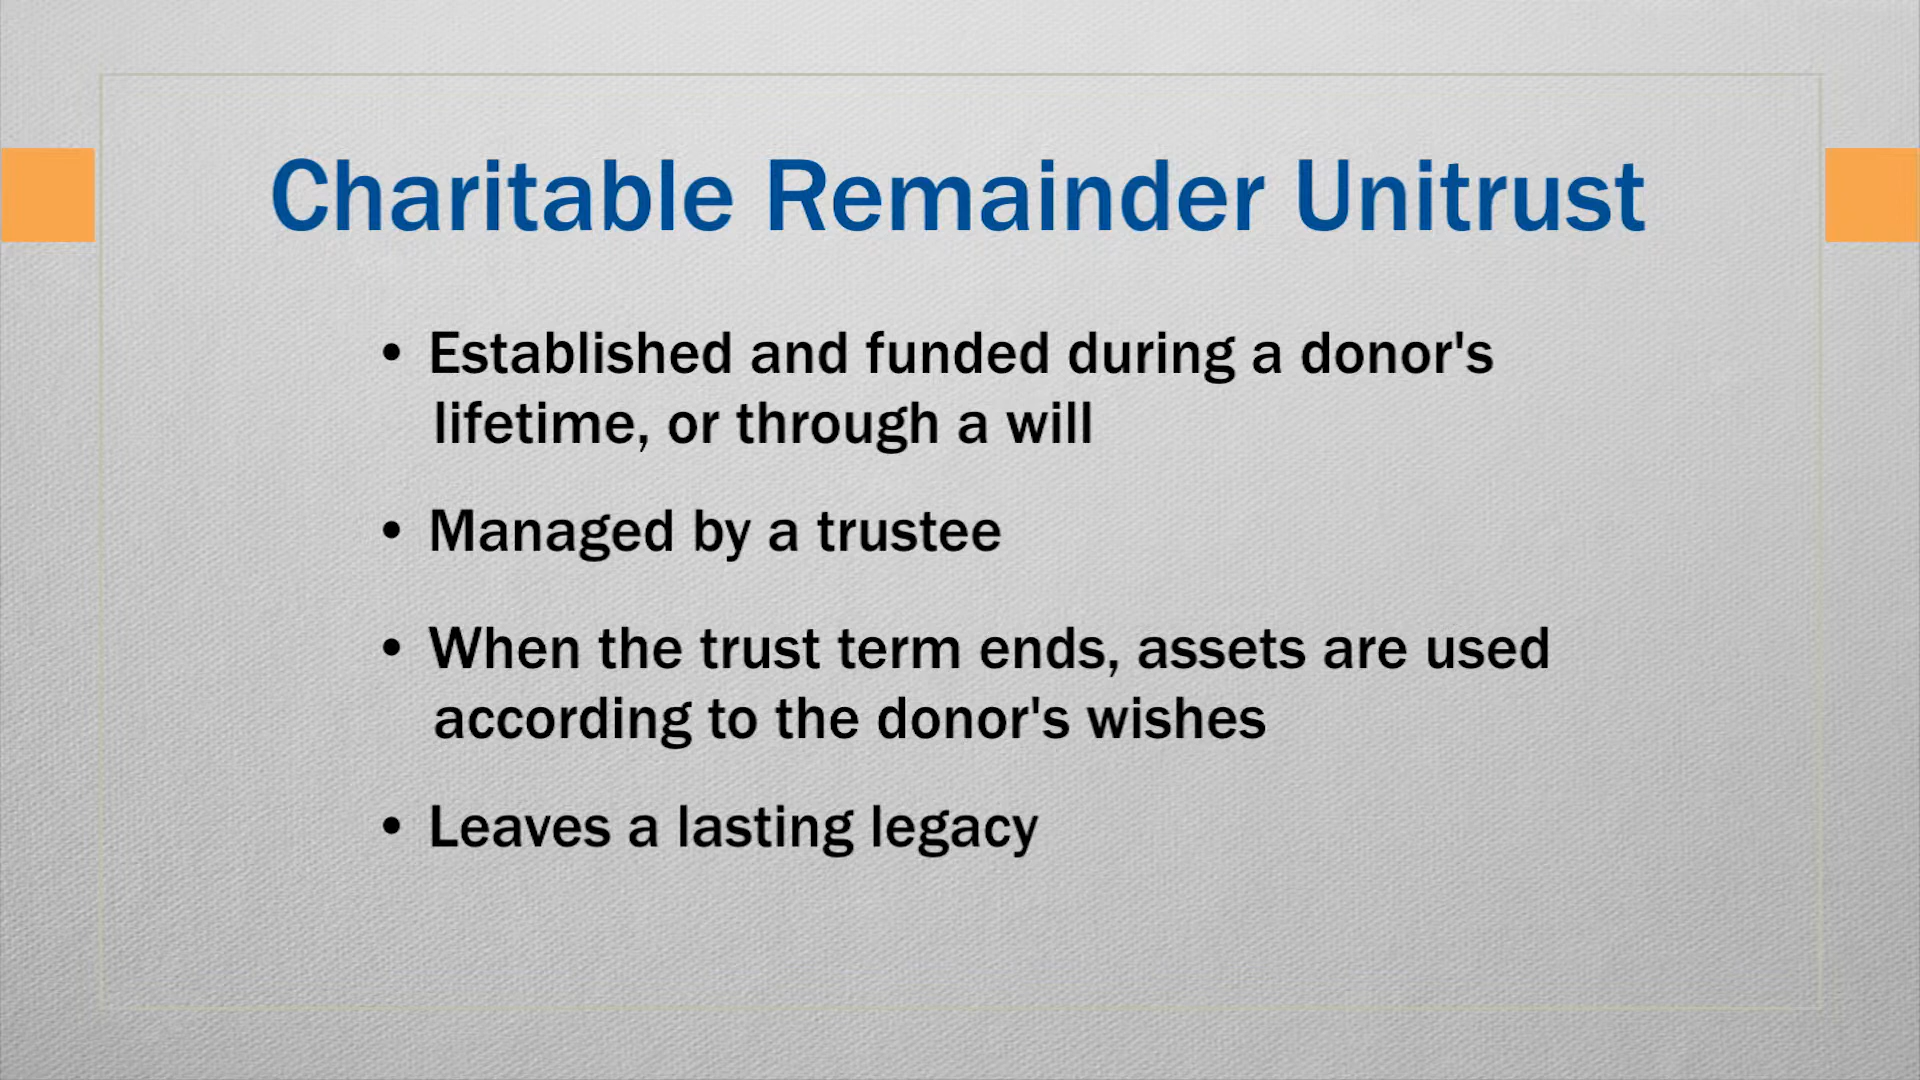 Charitable Remainder Unitrust
• Established and funded during a donor's
lifetime, or through a will
• Managed by a trustee
• When the trust term ends, assets are used
according to the donor's wishes
• Leaves a lasting legacy